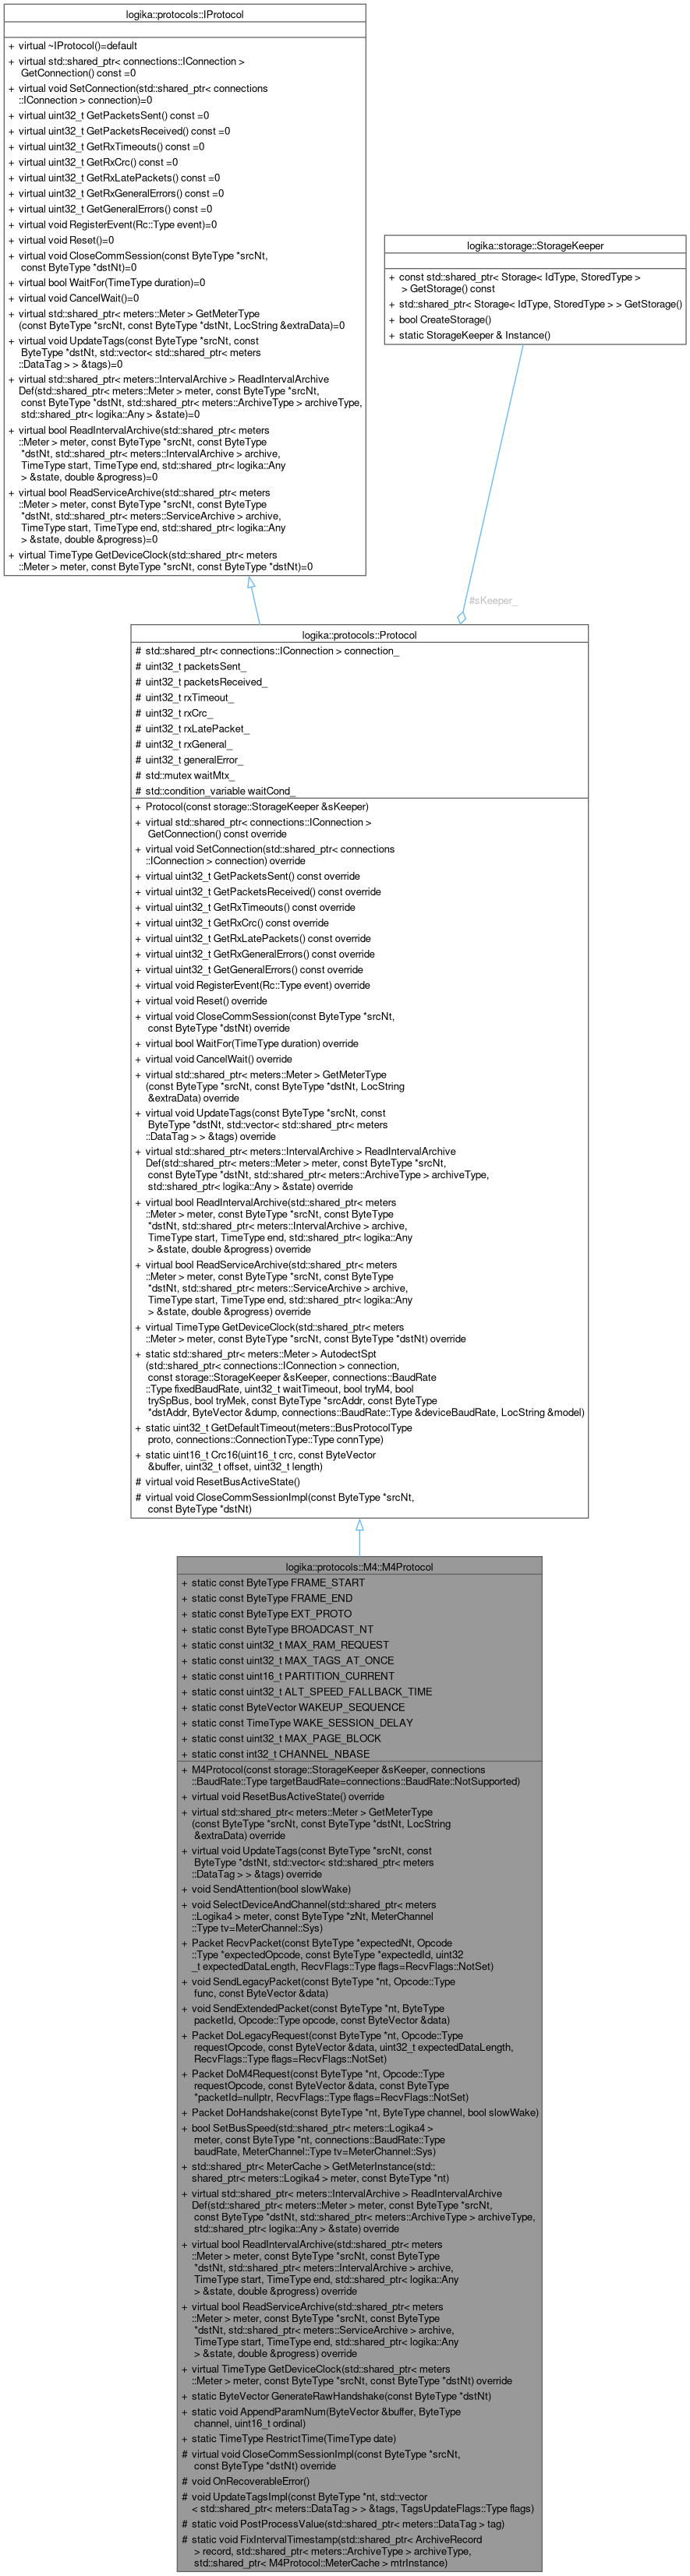 logika::protocols::IProtocol
+ virtual ~IProtocol()=default
+ virtual std::shared_ptr< connections::IConnection >
GetConnection() const =0
+ virtual void SetConnection(std::shared_ptr< connections
::IConnection > connection)=0
+ virtual uint32_t GetPacketsSent() const =0
+ virtual uint32_t GetPacketsReceived() const =0
+ virtual uint32_t GetRxTimeouts() const =0
+ virtual uint32_t GetRxCrc() const =0
+ virtual uint32_t GetRxLatePackets() const =0
+ virtual uint32_t GetRxGeneralErrors() const =0
+ virtual uint32_t GetGeneralErrors() const =0
+ virtual void RegisterEvent(Rc::Type event)=0
+ virtual void Reset()=0
+ virtual void CloseCommSession(const ByteType *srcNt,
const ByteType *dstNt)=0
+ virtual bool WaitFor(TimeType duration)=0
+ virtual void CancelWait()=0
+ virtual std::shared_ptr< meters::Meter > GetMeterType
(const ByteType *srcNt, const ByteType *dstNt, LocString &extraData)=0
+ virtual void UpdateTags(const ByteType *srcNt, const
ByteType *dstNt, std::vector< std::shared_ptr< meters
::DataTag > > &tags)=0
+ virtual std::shared_ptr< meters::IntervalArchive > ReadIntervalArchive
Def(std::shared_ptr< meters::Meter > meter, const ByteType *srcNt,
const ByteType *dstNt, std::shared_ptr< meters::ArchiveType > archiveType,
std::shared_ptr< logika::Any > &state)=0
+ virtual bool ReadIntervalArchive(std::shared_ptr< meters
::Meter > meter, const ByteType *srcNt, const ByteType
*dstNt, std::shared_ptr< meters::IntervalArchive > archive,
TimeType start, TimeType end, std::shared_ptr< logika::Any
> &state, double &progress)=0
+ virtual bool ReadServiceArchive(std::shared_ptr< meters
::Meter > meter, const ByteType *srcNt, const ByteType
*dstNt, std::shared_ptr< meters::ServiceArchive > archive,
TimeType start, TimeType end, std::shared_ptr< logika::Any
> &state, double &progress)=0
+ virtual TimeType GetDeviceClock(std::shared_ptr< meters
::Meter > meter, const ByteType *srcNt, const ByteType *dstNt)=0
logika::storage::StorageKeeper
+ const std::shared_ptr< Storage< IdType, StoredType >
> GetStorage() const
+ std::shared_ptr< Storage< IdType, StoredType > > GetStorage()
+ bool CreateStorage()
+ static StorageKeeper & Instance()
#sKeeper_
logika::protocols::Protocol
# std::shared_ptr< connections::IConnection > connection_
# uint32_t packetsSent_
# uint32_t packetsReceived_
# uint32_t rxTimeout_
# uint32_t rxCrc_
# uint32_t rxLatePacket_
# uint32_t rxGeneral_
# uint32_t generalError_
# std::mutex waitMtx_
# std::condition_variable waitCond_
+ Protocol(const storage::StorageKeeper &sKeeper)
+ virtual std::shared_ptr< connections::IConnection >
GetConnection() const override
+ virtual void SetConnection(std::shared_ptr< connections
::IConnection > connection) override
+ virtual uint32_t GetPacketsSent() const override
+ virtual uint32_t GetPacketsReceived() const override
+ virtual uint32_t GetRxTimeouts() const override
+ virtual uint32_t GetRxCrc() const override
+ virtual uint32_t GetRxLatePackets() const override
+ virtual uint32_t GetRxGeneralErrors() const override
+ virtual uint32_t GetGeneralErrors() const override
+ virtual void RegisterEvent(Rc::Type event) override
+ virtual void Reset() override
+ virtual void CloseCommSession(const ByteType *srcNt,
const ByteType *dstNt) override
+ virtual bool WaitFor(TimeType duration) override
+ virtual void CancelWait() override
+ virtual std::shared_ptr< meters::Meter > GetMeterType
(const ByteType *srcNt, const ByteType *dstNt, LocString
&extraData) override
+ virtual void UpdateTags(const ByteType *srcNt, const
ByteType *dstNt, std::vector< std::shared_ptr< meters
::DataTag > > &tags) override
+ virtual std::shared_ptr< meters::IntervalArchive > ReadIntervalArchive
Def(std::shared_ptr< meters::Meter > meter, const ByteType *srcNt,
const ByteType *dstNt, std::shared_ptr< meters::ArchiveType > archiveType,
std::shared_ptr< logika::Any > &state) override
+ virtual bool ReadIntervalArchive(std::shared_ptr< meters
::Meter > meter, const ByteType *srcNt, const ByteType
*dstNt, std::shared_ptr< meters::IntervalArchive > archive,
TimeType start, TimeType end, std::shared_ptr< logika::Any
> &state, double &progress) override
+ virtual bool ReadServiceArchive(std::shared_ptr< meters
::Meter > meter, const ByteType *srcNt, const ByteType
*dstNt, std::shared_ptr< meters::ServiceArchive > archive,
TimeType start, TimeType end, std::shared_ptr< logika::Any
> &state, double &progress) override
+ virtual TimeType GetDeviceClock(std::shared_ptr< meters
::Meter > meter, const ByteType *srcNt, const ByteType *dstNt) override
+ static std::shared_ptr< meters::Meter > AutodectSpt
(std::shared_ptr< connections::IConnection > connection,
const storage::StorageKeeper &sKeeper, connections::BaudRate
::Type fixedBaudRate, uint32_t waitTimeout, bool tryM4, bool
trySpBus, bool tryMek, const ByteType *srcAddr, const ByteType
*dstAddr, ByteVector &dump, connections::BaudRate::Type &deviceBaudRate, LocString &model)
+ static uint32_t GetDefaultTimeout(meters::BusProtocolType
proto, connections::ConnectionType::Type connType)
+ static uint16_t Crc16(uint16_t crc, const ByteVector
&buffer, uint32_t offset, uint32_t length)
# virtual void ResetBusActiveState()
# virtual void CloseCommSessionImpl(const ByteType *srcNt,
const ByteType *dstNt)
logika::protocols::M4::M4Protocol
+ static const ByteType FRAME_START
+ static const ByteType FRAME_END
+ static const ByteType EXT_PROTO
+ static const ByteType BROADCAST_NT
+ static const uint32_t MAX_RAM_REQUEST
+ static const uint32_t MAX_TAGS_AT_ONCE
+ static const uint16_t PARTITION_CURRENT
+ static const uint32_t ALT_SPEED_FALLBACK_TIME
+ static const ByteVector WAKEUP_SEQUENCE
+ static const TimeType WAKE_SESSION_DELAY
+ static const uint32_t MAX_PAGE_BLOCK
+ static const int32_t CHANNEL_NBASE
+ M4Protocol(const storage::StorageKeeper &sKeeper, connections
::BaudRate::Type targetBaudRate=connections::BaudRate::NotSupported)
+ virtual void ResetBusActiveState() override
+ virtual std::shared_ptr< meters::Meter > GetMeterType
(const ByteType *srcNt, const ByteType *dstNt, LocString
&extraData) override
+ virtual void UpdateTags(const ByteType *srcNt, const
ByteType *dstNt, std::vector< std::shared_ptr< meters
::DataTag > > &tags) override
+ void SendAttention(bool slowWake)
+ void SelectDeviceAndChannel(std::shared_ptr< meters
::Logika4 > meter, const ByteType *zNt, MeterChannel
::Type tv=MeterChannel::Sys)
+ Packet RecvPacket(const ByteType *expectedNt, Opcode
::Type *expectedOpcode, const ByteType *expectedId, uint32
_t expectedDataLength, RecvFlags::Type flags=RecvFlags::NotSet)
+ void SendLegacyPacket(const ByteType *nt, Opcode::Type
func, const ByteVector &data)
+ void SendExtendedPacket(const ByteType *nt, ByteType
packetId, Opcode::Type opcode, const ByteVector &data)
+ Packet DoLegacyRequest(const ByteType *nt, Opcode::Type
requestOpcode, const ByteVector &data, uint32_t expectedDataLength,
RecvFlags::Type flags=RecvFlags::NotSet)
+ Packet DoM4Request(const ByteType *nt, Opcode::Type
requestOpcode, const ByteVector &data, const ByteType
*packetId=nullptr, RecvFlags::Type flags=RecvFlags::NotSet)
+ Packet DoHandshake(const ByteType *nt, ByteType channel, bool slowWake)
+ bool SetBusSpeed(std::shared_ptr< meters::Logika4 >
meter, const ByteType *nt, connections::BaudRate::Type
baudRate, MeterChannel::Type tv=MeterChannel::Sys)
+ std::shared_ptr< MeterCache > GetMeterInstance(std::
shared_ptr< meters::Logika4 > meter, const ByteType *nt)
+ virtual std::shared_ptr< meters::IntervalArchive > ReadIntervalArchive
Def(std::shared_ptr< meters::Meter > meter, const ByteType *srcNt,
const ByteType *dstNt, std::shared_ptr< meters::ArchiveType > archiveType,
std::shared_ptr< logika::Any > &state) override
+ virtual bool ReadIntervalArchive(std::shared_ptr< meters
::Meter > meter, const ByteType *srcNt, const ByteType
*dstNt, std::shared_ptr< meters::IntervalArchive > archive,
TimeType start, TimeType end, std::shared_ptr< logika::Any
> &state, double &progress) override
+ virtual bool ReadServiceArchive(std::shared_ptr< meters
::Meter > meter, const ByteType *srcNt, const ByteType
*dstNt, std::shared_ptr< meters::ServiceArchive > archive,
TimeType start, TimeType end, std::shared_ptr< logika::Any
> &state, double &progress) override
+ virtual TimeType GetDeviceClock(std::shared_ptr< meters
::Meter > meter, const ByteType *srcNt, const ByteType *dstNt) override
+ static ByteVector GenerateRawHandshake(const ByteType *dstNt)
+ static void AppendParamNum(ByteVector &buffer, ByteType
channel, uint16_t ordinal)
+ static TimeType RestrictTime(TimeType date)
# virtual void CloseCommSessionImpl(const ByteType *srcNt,
const ByteType *dstNt) override
# void OnRecoverableError()
# void UpdateTagsImpl(const ByteType *nt, std::vector
< std::shared_ptr< meters::DataTag > > &tags, TagsUpdateFlags::Type flags)
# static void PostProcessValue(std::shared_ptr< meters::DataTag > tag)
# static void FixIntervalTimestamp(std::shared_ptr< ArchiveRecord
> record, std::shared_ptr< meters::ArchiveType > archiveType,
std::shared_ptr< M4Protocol::MeterCache > mtrInstance)